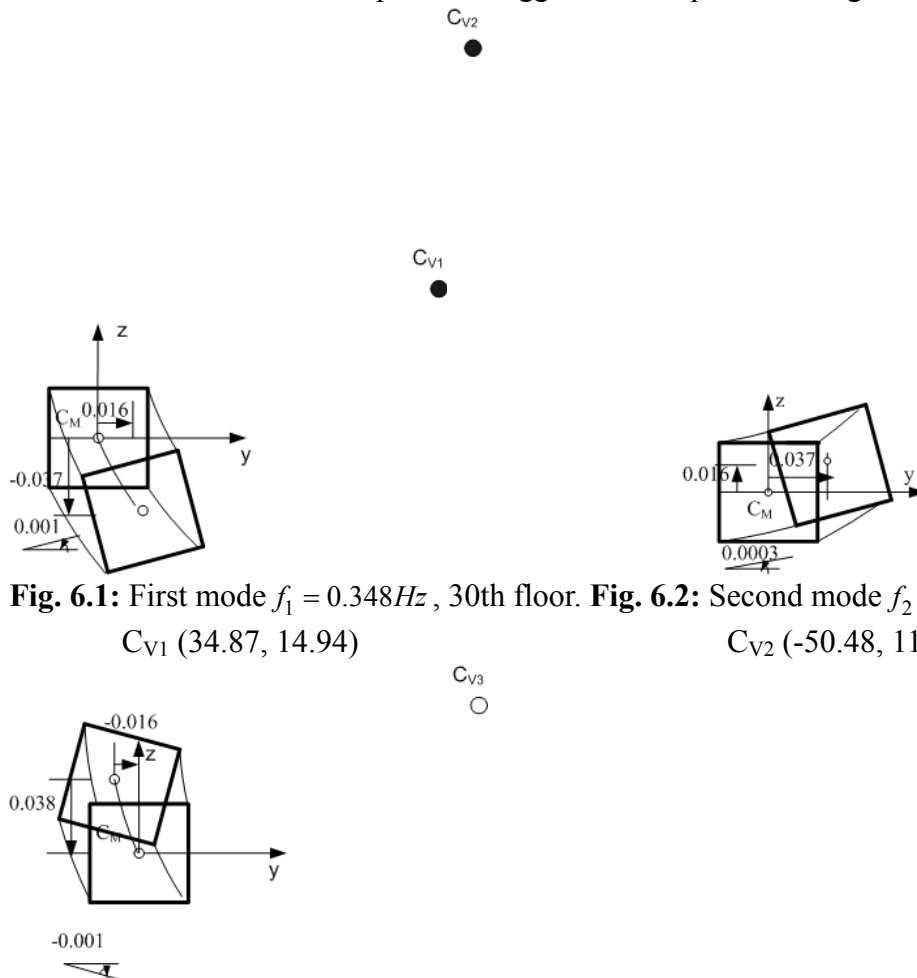 C_V2
C_V1
z
C_M 0.016
y
-0.037
0.001
z
0.037
0.016
y
C_M
0.0003
Fig. 6.1: First mode f_1 = 0.348Hz , 30th floor. Fig. 6.2: Second mode f_2
C_V1 (34.87, 14.94)
C_V2 (-50.48, 11
C_V3
-0.016
z
0.038
C_M
y
-0.001